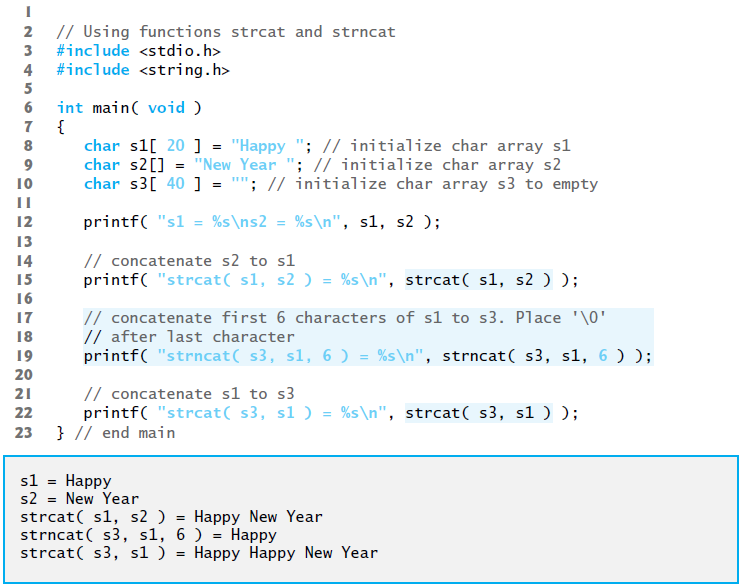 1
2 // Using functions strcat and strncat
3 #include <stdio.h>
4 #include <string.h>
5
6 int main( void )
7 {
8 char s1[ 20 ] = "Happy "; // initialize char array s1
9 char s2[] = "New Year "; // initialize char array s2
10 char s3[ 40 ] = ""; // initialize char array s3 to empty
11
12 printf( "s1 = %s\ns2 = %s\n", s1, s2 );
13
14 // concatenate s2 to s1
15 printf( "strcat( s1, s2 ) = %s\n", strcat( s1, s2 ) );
16
17 // concatenate first 6 characters of s1 to s3. Place '\0'
18 // after last character
19 printf( "strncat( s3, s1, 6 ) = %s\n", strncat( s3, s1, 6 ) );
20
21 // concatenate s1 to s3
22 printf( "strcat( s3, s1 ) = %s\n", strcat( s3, s1 ) );
23 } // end main
s1 = Happy
s2 = New Year
strcat( s1, s2 ) = Happy New Year
strncat( s3, s1, 6 ) = Happy
strcat( s3, s1 ) = Happy Happy New Year